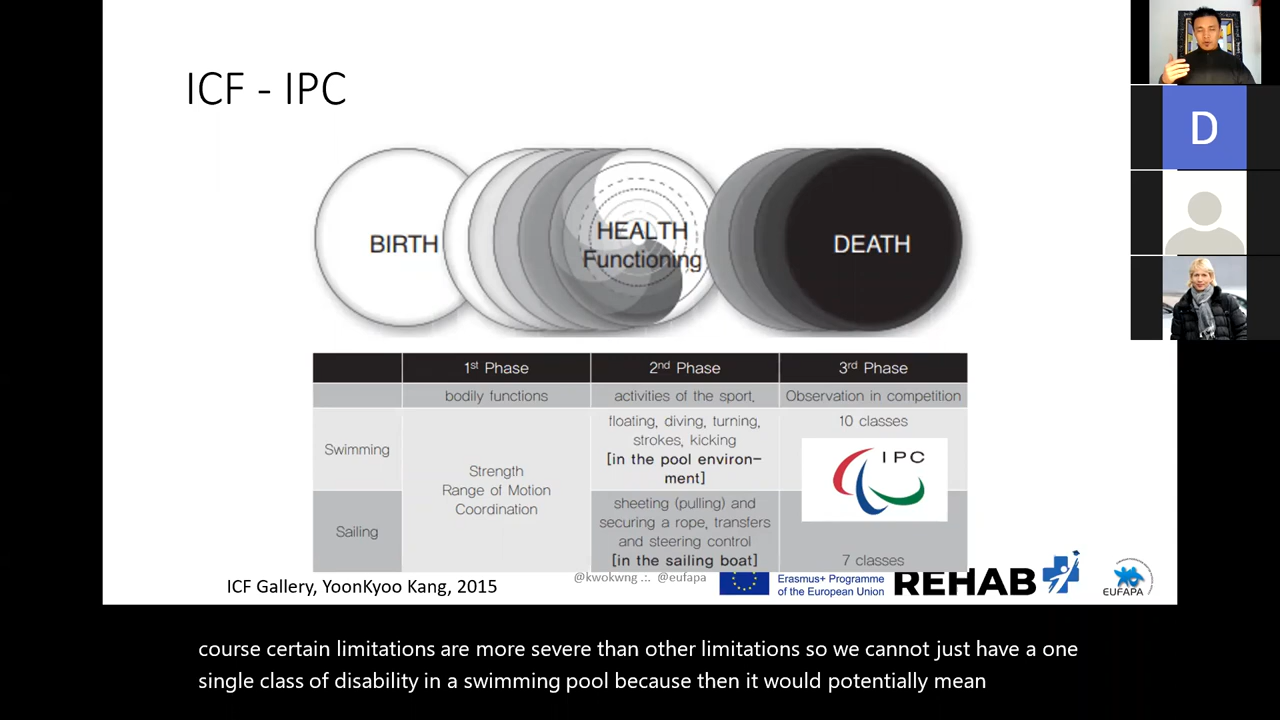 ICF - IPC
D
BIRTH
HEALTH
Functioning
DEATH
1st Phase
2nd Phase
3rd Phase
bodily functions
activities of the sport,
Observation in competition
Swimming
Strength
Range of Motion
Coordination
floating, diving, turning,
strokes, kicking
[in the pool environ-
ment]
10 classes
IPC
Sailing
sheeting (pulling) and
securing a rope, transfers
and steering control
[in the sailing boat]
7 classes
ICF Gallery, YoonKyoo Kang, 2015
@kwokwng .:. @eufapa
Erasmus+ Programme
of the European Union
REHAB
EUFAPA
course certain limitations are more severe than other limitations so we cannot just have a one
single class of disability in a swimming pool because then it would potentially mean